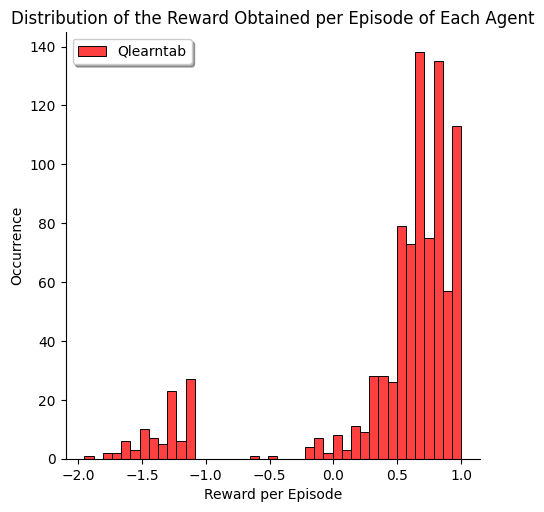 Distribution of the Reward Obtained per Episode of Each Agent
Qlearntab
140
120
100
80
60
40
20
0
Occurrence
−2.0 −1.5 −1.0 −0.5 0.0 0.5 1.0
Reward per Episode